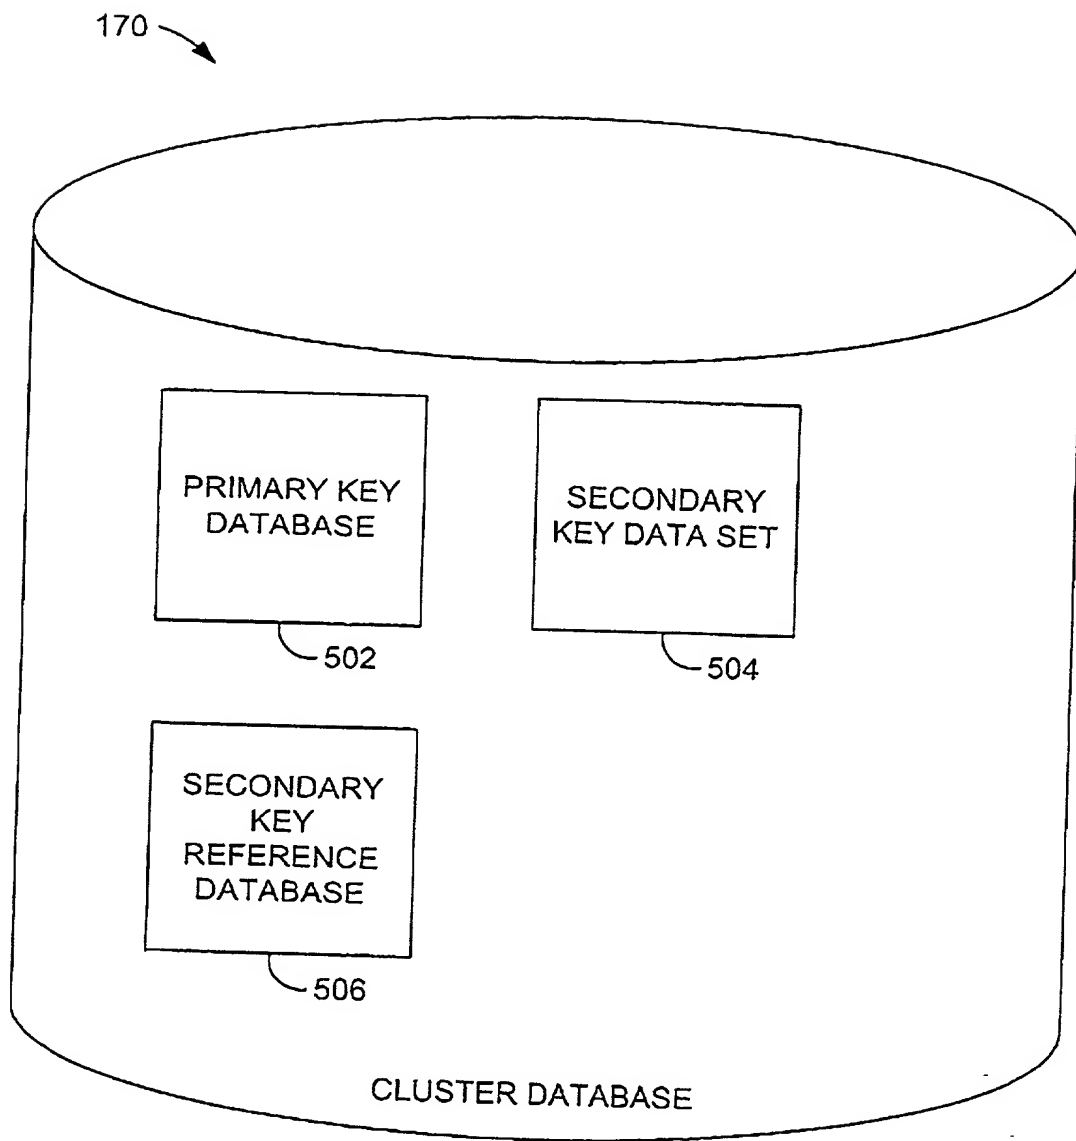 170
PRIMARY KEY
DATABASE
502
SECONDARY
KEY DATA SET
504
SECONDARY
KEY
REFERENCE
DATABASE
506
CLUSTER DATABASE